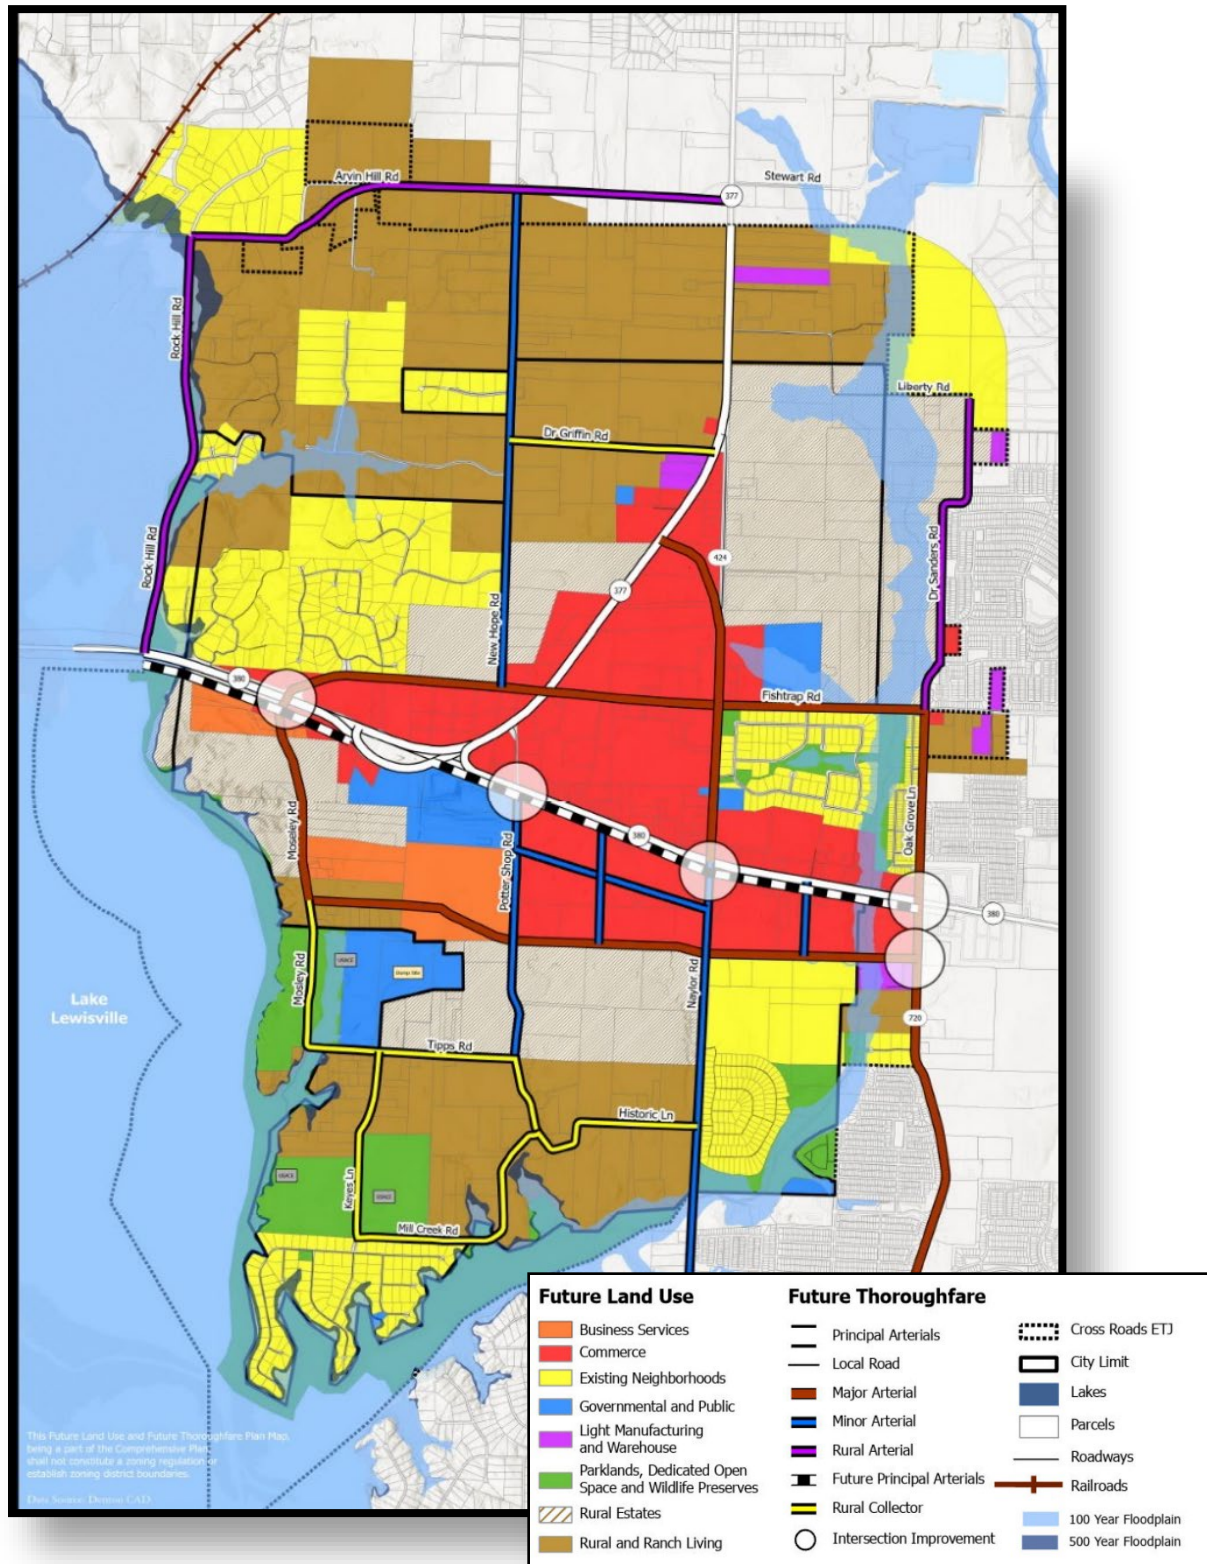 Arvin Hill Rd
Stewart Rd
377
Rock Hill Rd
Liberty Rd
Dr Griffin Rd
Rock Hill Rd
424
Dr Sanders Rd
377
New Hope Rd
380
Fishtrap Rd
Moseley Rd
Potter Shop Rd
380
Oak Grove Ln
380
USACE
Mosley Rd
Naylor Rd
Lake
Lewisville
720
Tipps Rd
Historic Ln
USACE
USACE
Keyes Ln
Mill Creek Rd
This Future Land Use and Future Thoroughfare Plan Map,
being a part of the Comprehensive Plan
shall not constitute a zoning regulation or
establish zoning district boundaries.
Data Source: Denton CAD
Future Land Use
Business Services
Commerce
Existing Neighborhoods
Governmental and Public
Light Manufacturing
and Warehouse
Parklands, Dedicated Open
Space and Wildlife Preserves
Rural Estates
Rural and Ranch Living
Future Thoroughfare
Principal Arterials
Local Road
Major Arterial
Minor Arterial
Rural Arterial
Future Principal Arterials
Rural Collector
Intersection Improvement
Cross Roads ETJ
City Limit
Lakes
Parcels
Roadways
Railroads
100 Year Floodplain
500 Year Floodplain